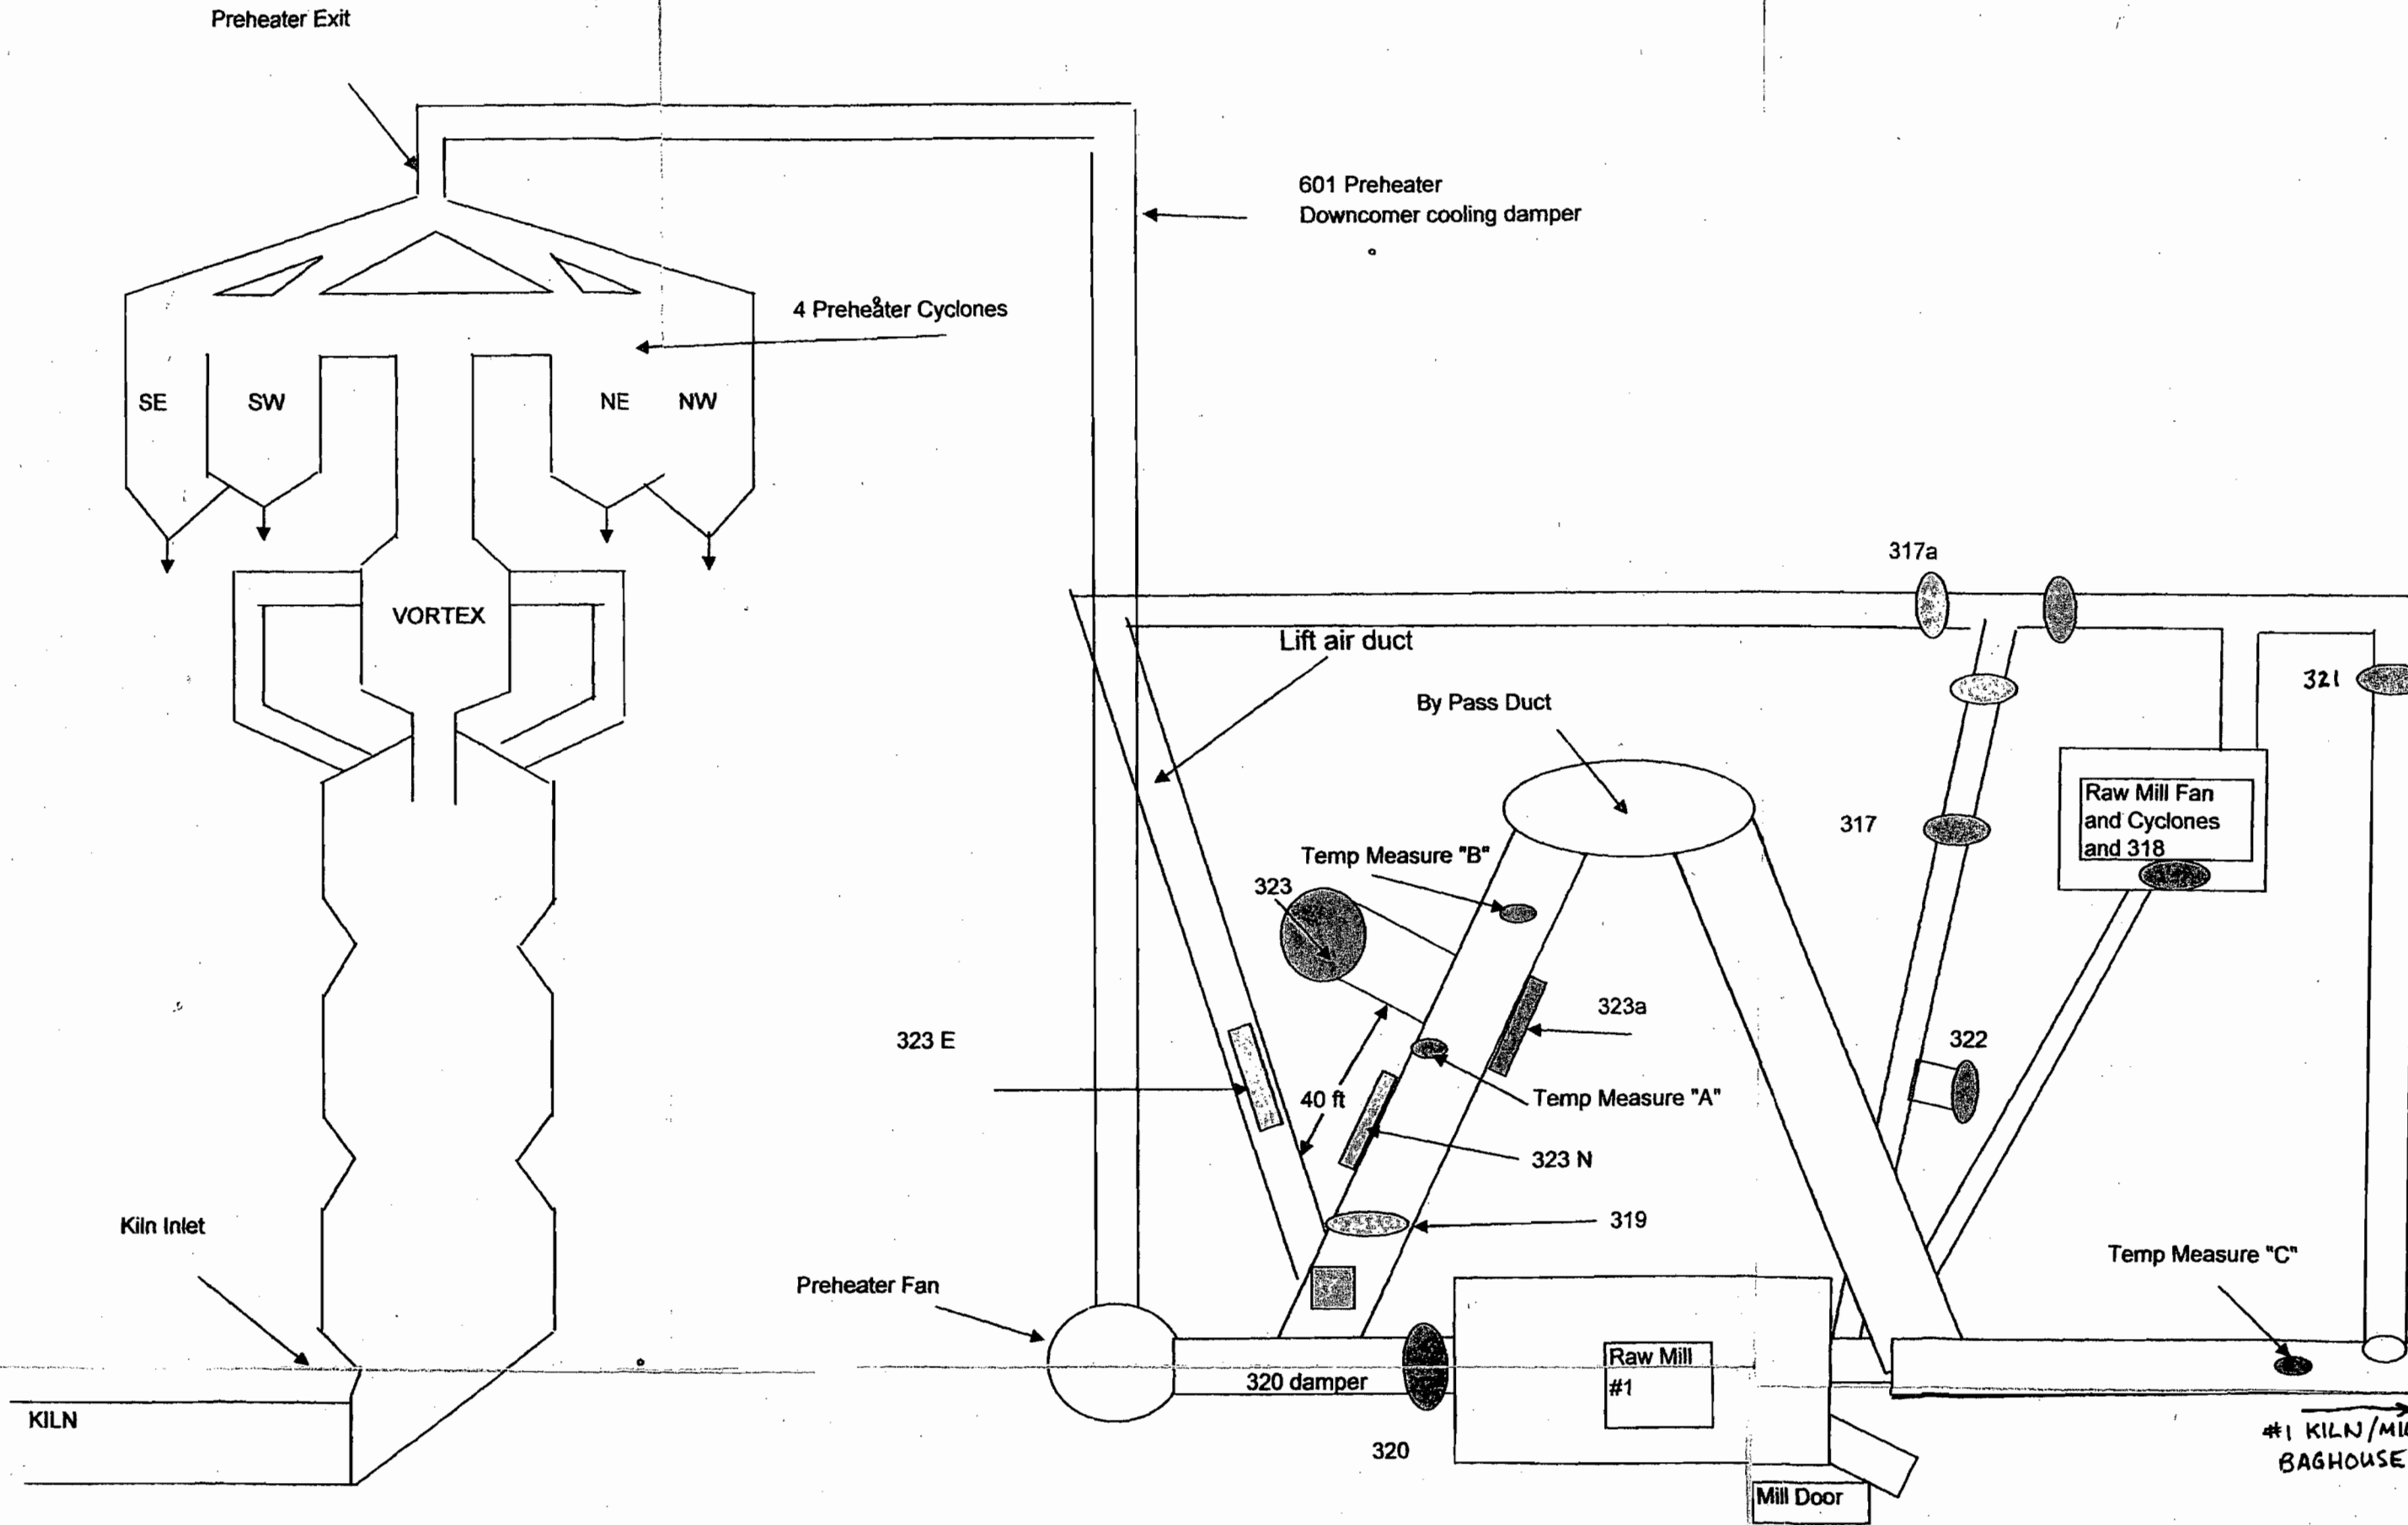 Preheater Exit
601 Preheater
Downcomer cooling damper
4 Preheater Cyclones
SE
SW
NE
NW
VORTEX
317a
Lift air duct
321
By Pass Duct
Raw Mill Fan
and Cyclones
and 318
317
Temp Measure "B"
323
323a
323 E
322
40 ft
Temp Measure "A"
323 N
319
Kiln Inlet
Temp Measure "C"
Preheater Fan
Raw Mill
#1
320 damper
KILN
320
#1 KILN/
BAGHOUSE
Mill Door